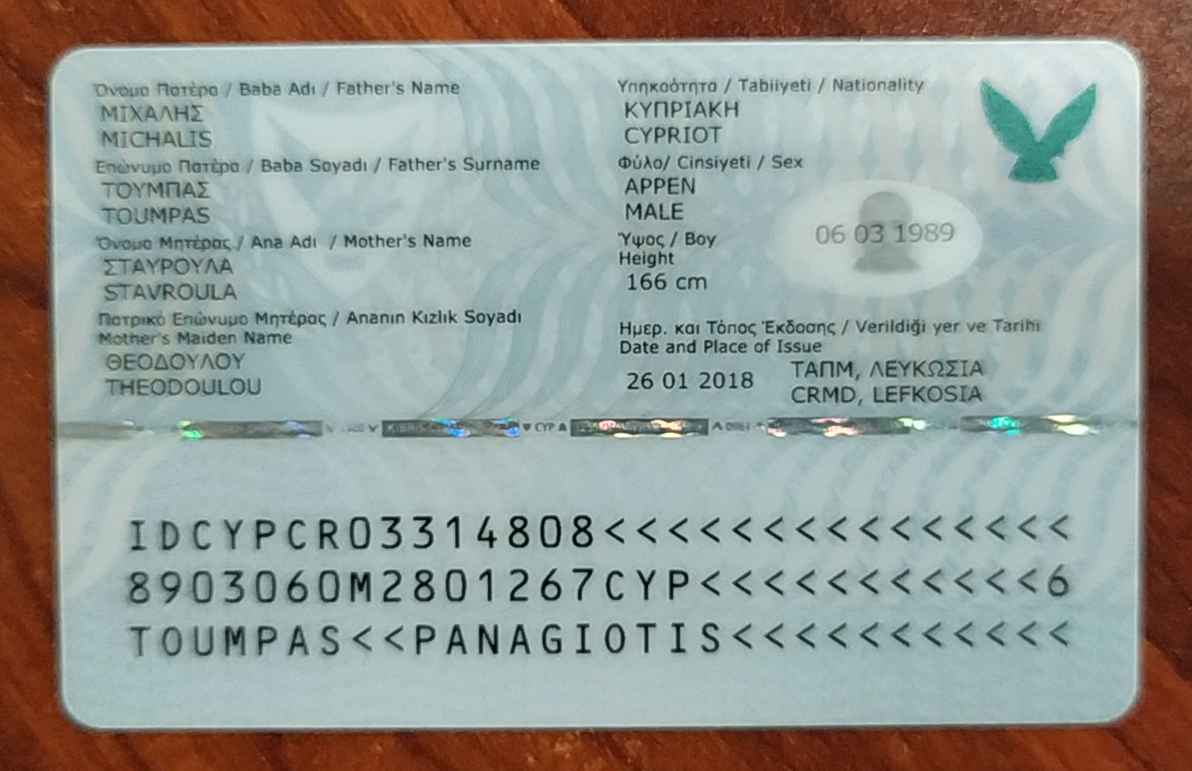 Όνομα Πατέρα / Baba Adı / Father's Name
ΜΙΧΑΛΗΣ
MICHALIS
Επώνυμο Πατέρα / Baba Soyadı / Father's Surname
ΤΟΥΜΠΑΣ
TOUMPAS
Όνομα Μητέρας / Ana Adı / Mother's Name
ΣΤΑΥΡΟΥΛΑ
STAVROULA
Πατρικό Επώνυμο Μητέρας / Ananın Kızlık Soyadı
Mother's Maiden Name
ΘΕΟΔΟΥΛΟΥ
THEODOULOU
Υπηκοότητα / Tabiiyeti / Nationality
ΚΥΠΡΙΑΚΗ
CYPRIOT
Φύλο/ Cinsiyeti / Sex
ΑΡΡΕΝ
MALE
Ύψος / Boy
Height
166 cm
06 03 1989
Ημερ. και Τόπος Έκδοσης / Verildiği yer ve Tarihi
Date and Place of Issue
26 01 2018
ΤΑΠΜ, ΛΕΥΚΩΣΙΑ
CRMD, LEFKOSIA
CYP
IDCYPCR03314808<<<<<<<<<<<<<<<
8903060M2801267CYP<<<<<<<<<<<6
TOUMPAS<<PANAGIOTIS<<<<<<<<<<<